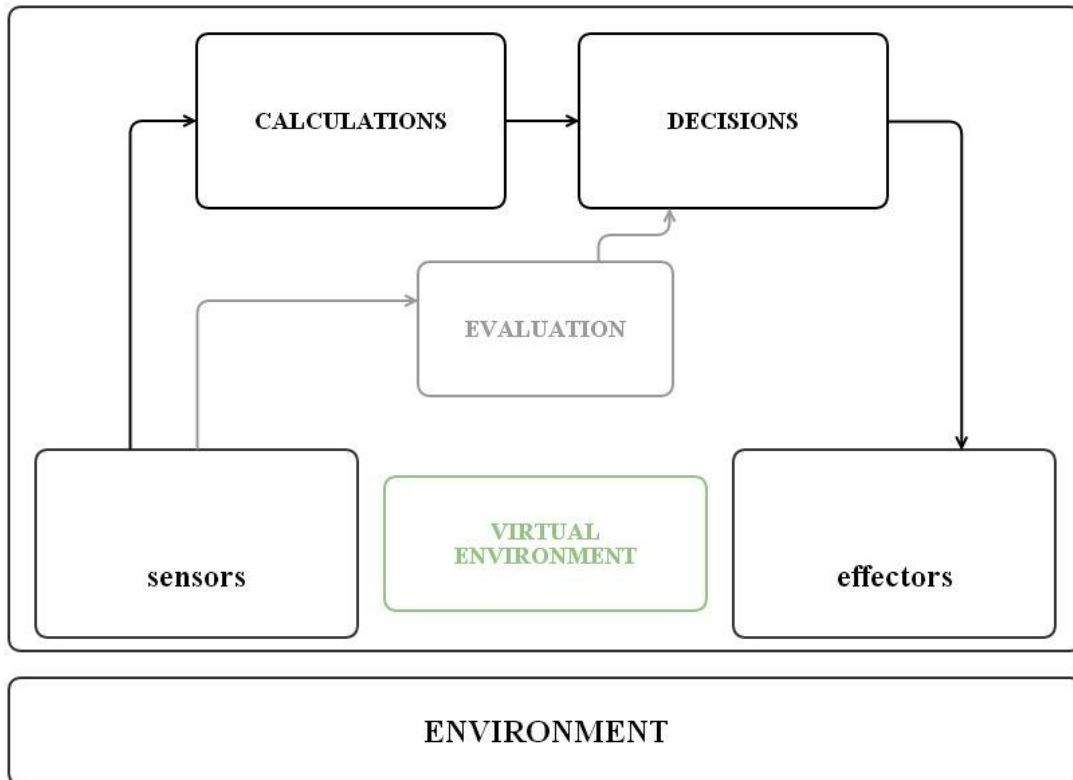 CALCULATIONS
DECISIONS
EVALUATION
VIRTUAL
ENVIRONMENT
sensors
effectors
ENVIRONMENT